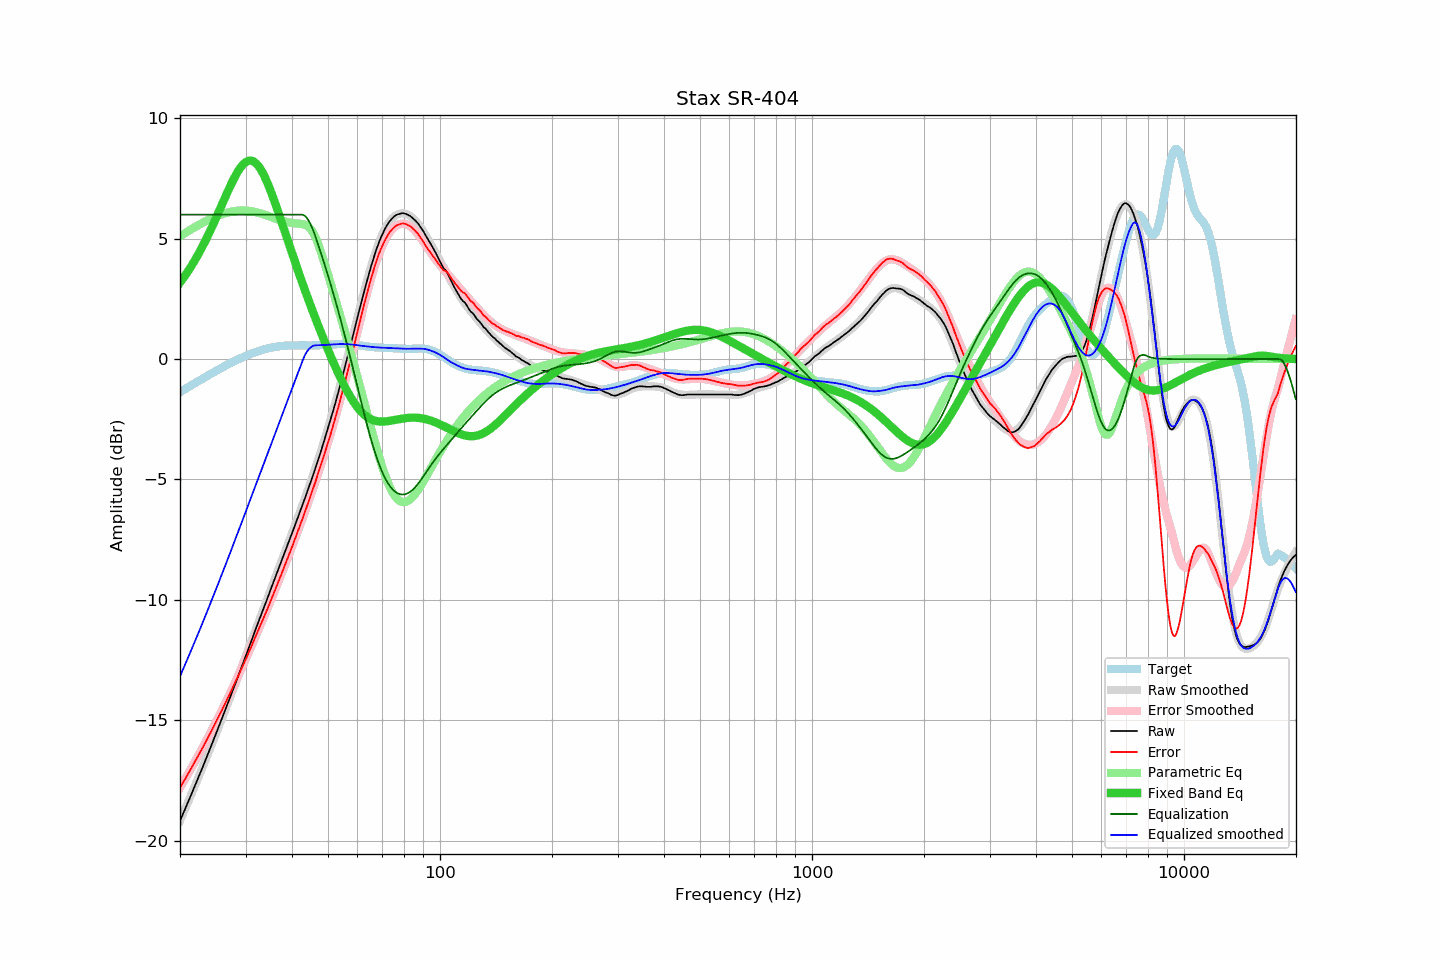 Stax SR-404
10
5
0
−5
−10
−15
−20
Amplitude (dBr)
100
1000
10000
Frequency (Hz)
Target
Raw Smoothed
Error Smoothed
Raw
Error
Parametric Eq
Fixed Band Eq
Equalization
Equalized smoothed